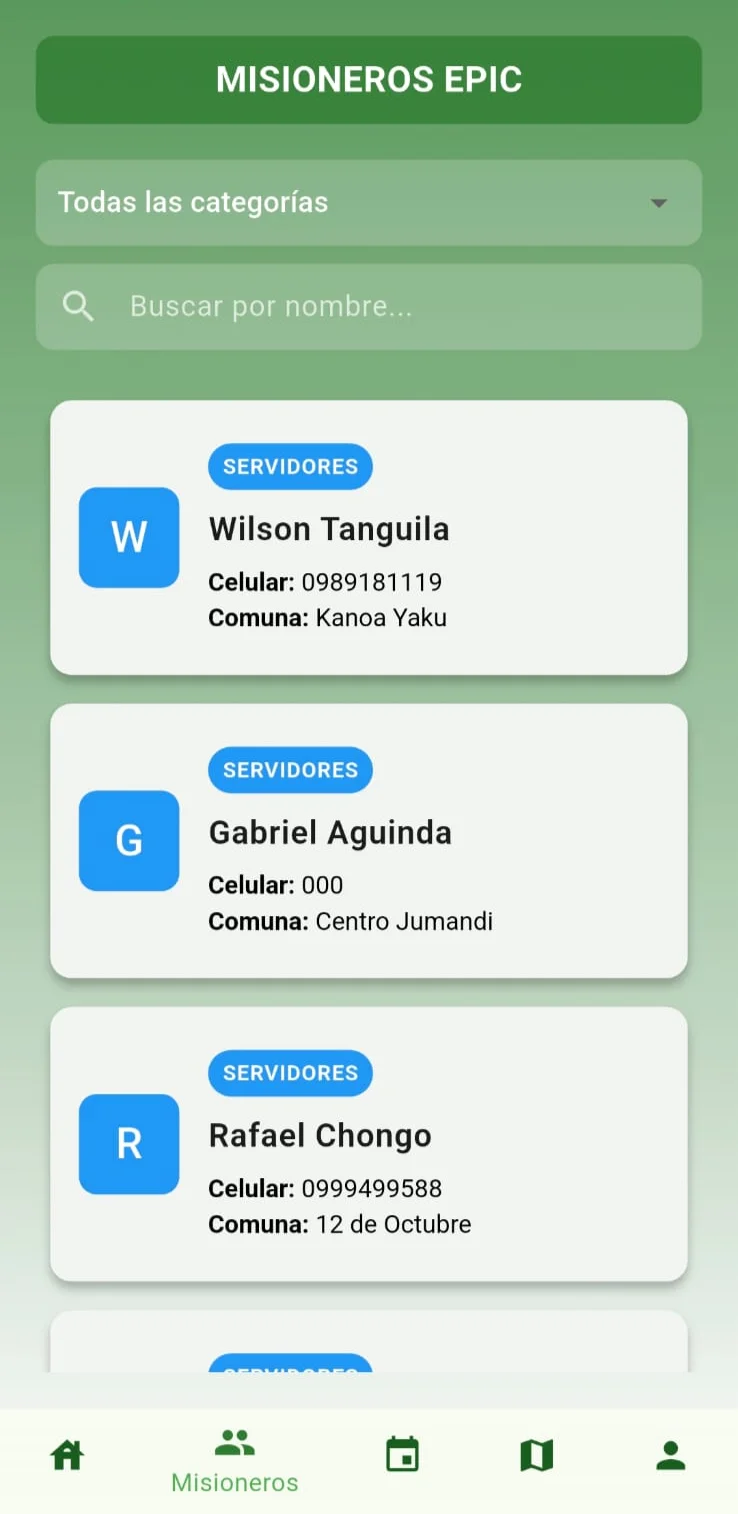 MISIONEROS EPIC
Todas las categorías
Buscar por nombre...
SERVIDORES
W
Wilson Tanguila
Celular: 0989181119
Comuna: Kanoa Yaku
SERVIDORES
G
Gabriel Aguinda
Celular: 000
Comuna: Centro Jumandi
SERVIDORES
R
Rafael Chongo
Celular: 0999499588
Comuna: 12 de Octubre
SERVIDORES
Misioneros